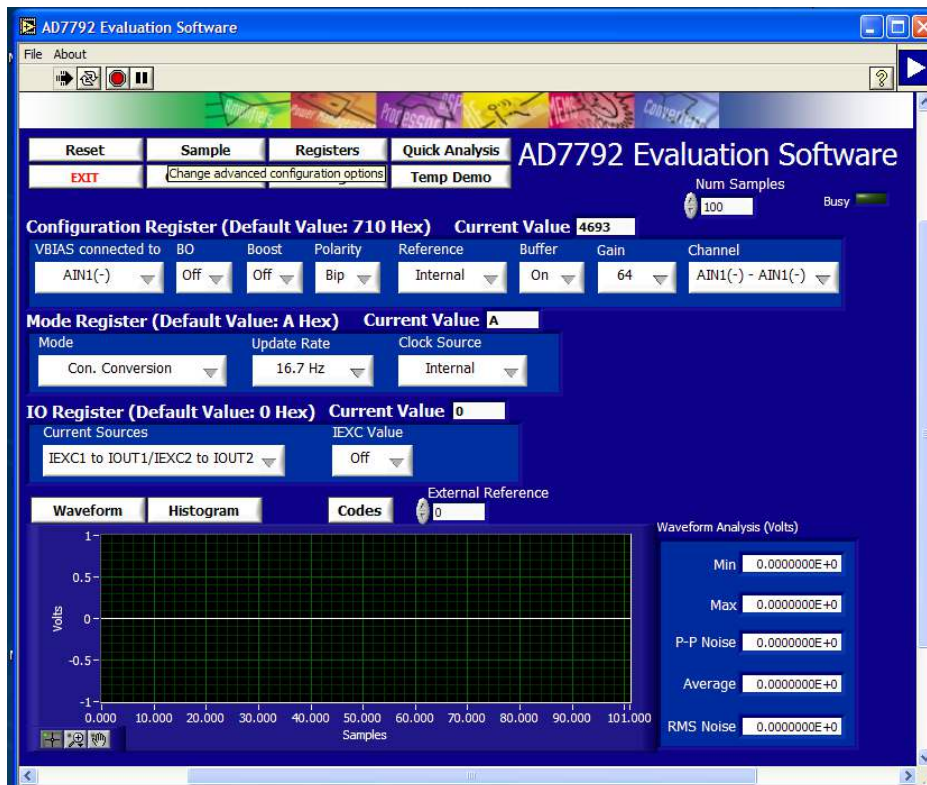 AD7792 Evaluation Software
File About
Amplifiers Power Management Processors DSP MEMS Converters
Reset Sample Registers Quick Analysis
AD7792 Evaluation Software
EXIT Change advanced configuration options Temp Demo
Num Samples
100
Busy
Configuration Register (Default Value: 710 Hex) Current Value 4693
VBIAS connected to BO Boost Polarity Reference Buffer Gain Channel
AIN1(-) Off Off Bip Internal On 64 AIN1(-) - AIN1(-)
Mode Register (Default Value: A Hex) Current Value A
Mode Update Rate Clock Source
Con. Conversion 16.7 Hz Internal
IO Register (Default Value: 0 Hex) Current Value 0
Current Sources IEXC Value
IEXC1 to IOUT1/IEXC2 to IOUT2 Off
External Reference
Waveform Histogram Codes 0
Waveform Analysis (Volts)
1
0.5
0
-0.5
-1
Volts
0.000 10.000 20.000 30.000 40.000 50.000 60.000 70.000 80.000 90.000 101.000
Samples
Min 0.0000000E+0
Max 0.0000000E+0
P-P Noise 0.0000000E+0
Average 0.0000000E+0
RMS Noise 0.0000000E+0